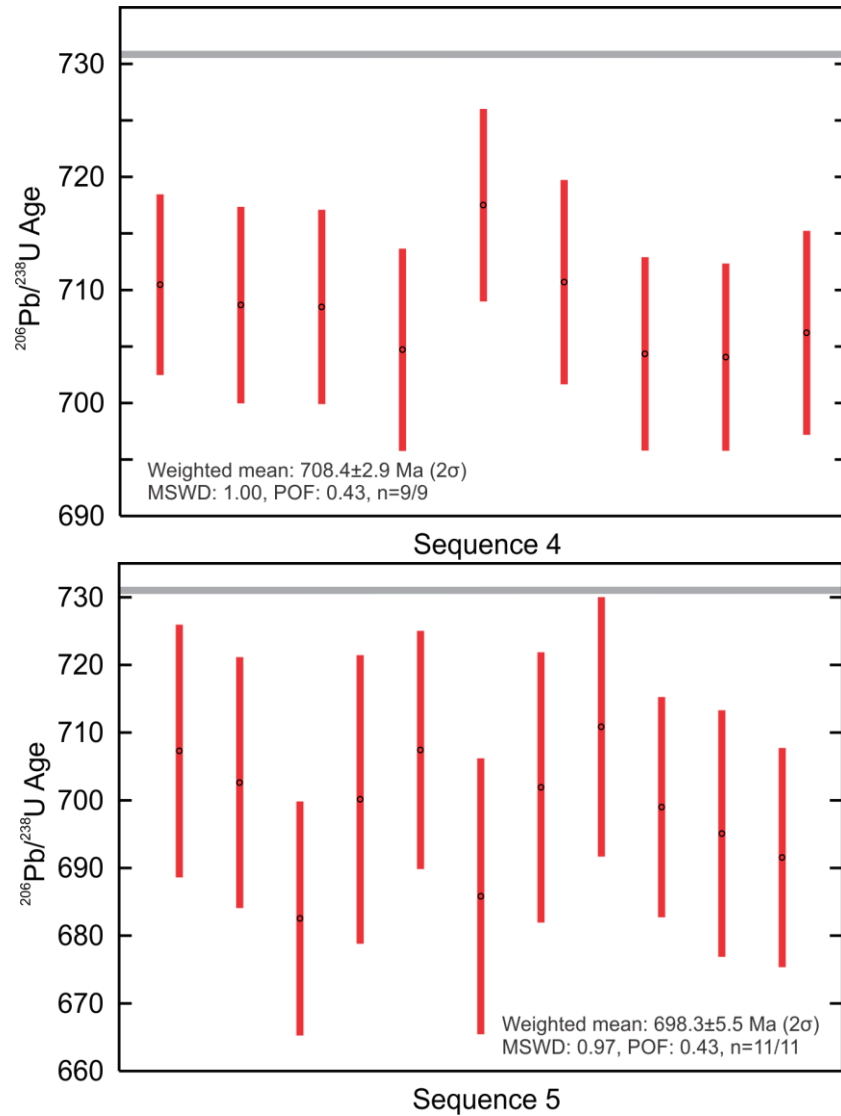 730
720
710
700
690
²⁰⁶Pb/²³⁸U Age
Weighted mean: 708.4±2.9 Ma (2σ)
MSWD: 1.00, POF: 0.43, n=9/9
Sequence 4
730
720
710
700
690
680
670
660
²⁰⁶Pb/²³⁸U Age
Weighted mean: 698.3±5.5 Ma (2σ)
MSWD: 0.97, POF: 0.43, n=11/11
Sequence 5